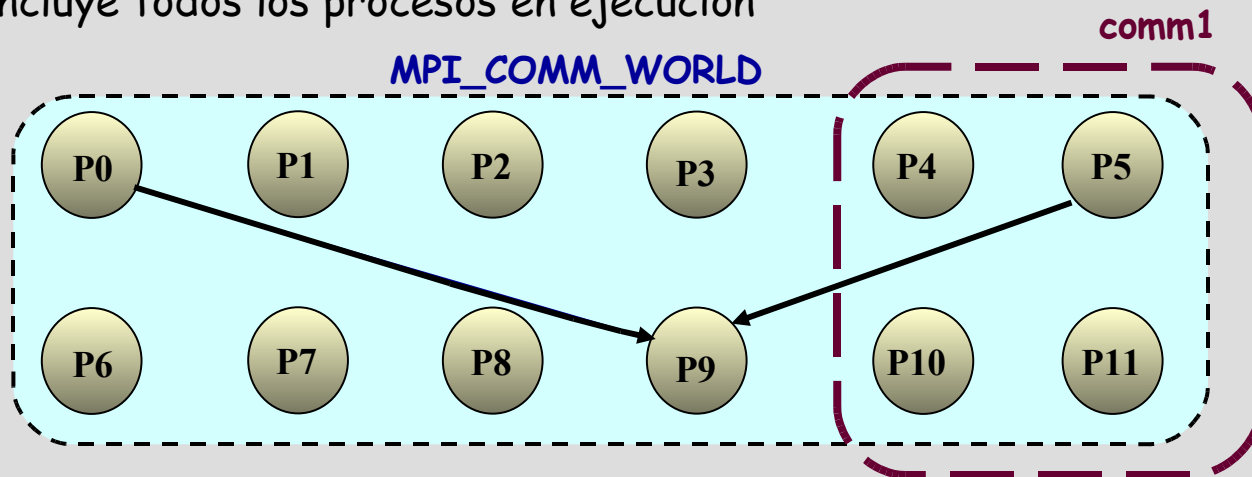 incluye todos los procesos en ejecución
comm1
MPI_COMM_WORLD
P0 P1 P2 P3 P4 P5
P6 P7 P8 P9 P10 P11